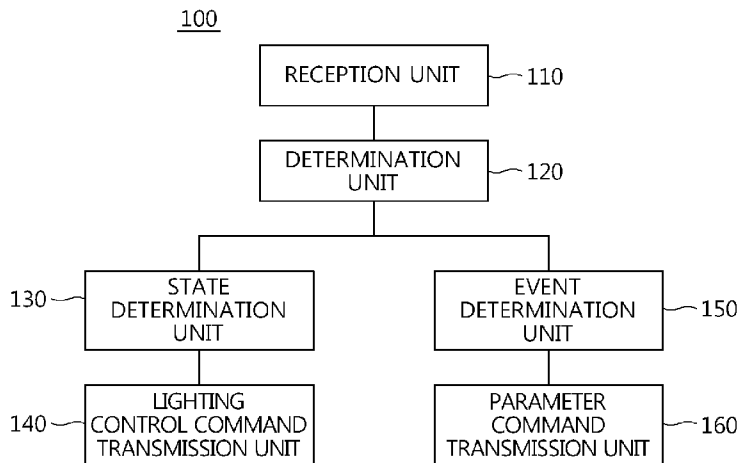 100
RECEPTION UNIT
110
DETERMINATION
UNIT
120
130
STATE
DETERMINATION
UNIT
EVENT
DETERMINATION
UNIT
150
140
LIGHTING
CONTROL COMMAND
TRANSMISSION UNIT
PARAMETER
COMMAND
TRANSMISSION UNIT
160